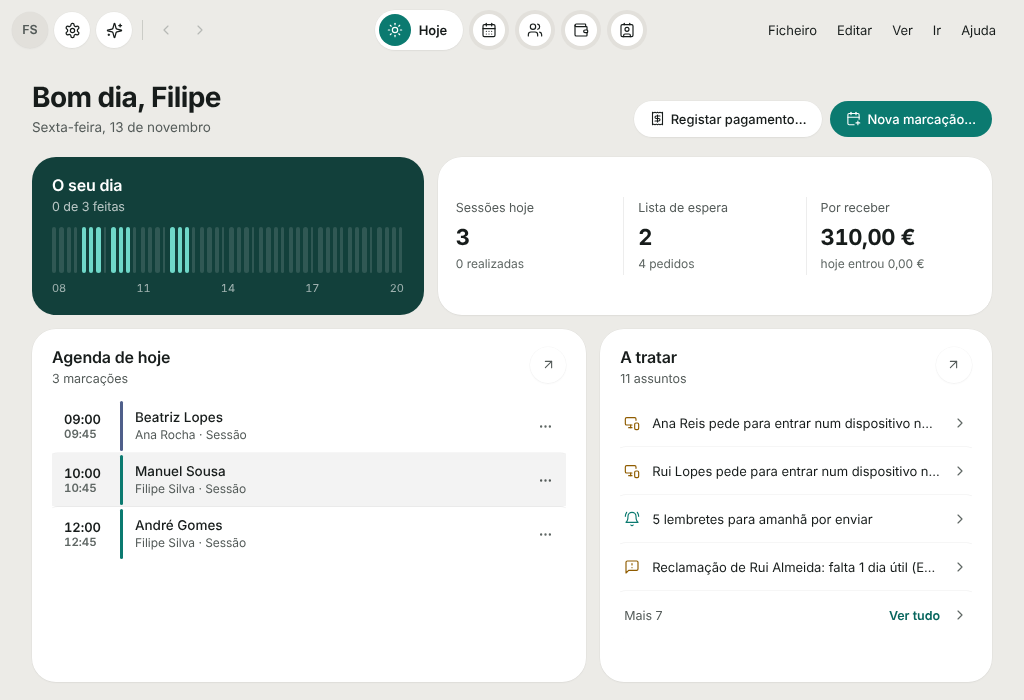 FS
Hoje
Ficheiro Editar Ver Ir Ajuda
Bom dia, Filipe
Sexta-feira, 13 de novembro
Registar pagamento...
Nova marcação...
O seu dia
0 de 3 feitas
08 11 14 17 20
Sessões hoje
3
0 realizadas
Lista de espera
2
4 pedidos
Por receber
310,00 €
hoje entrou 0,00 €
Agenda de hoje
3 marcações
09:00 Beatriz Lopes
09:45 Ana Rocha · Sessão
10:00 Manuel Sousa
10:45 Filipe Silva · Sessão
12:00 André Gomes
12:45 Filipe Silva · Sessão
A tratar
11 assuntos
Ana Reis pede para entrar num dispositivo n...
Rui Lopes pede para entrar num dispositivo n...
5 lembretes para amanhã por enviar
Reclamação de Rui Almeida: falta 1 dia útil (E...
Mais 7 Ver tudo